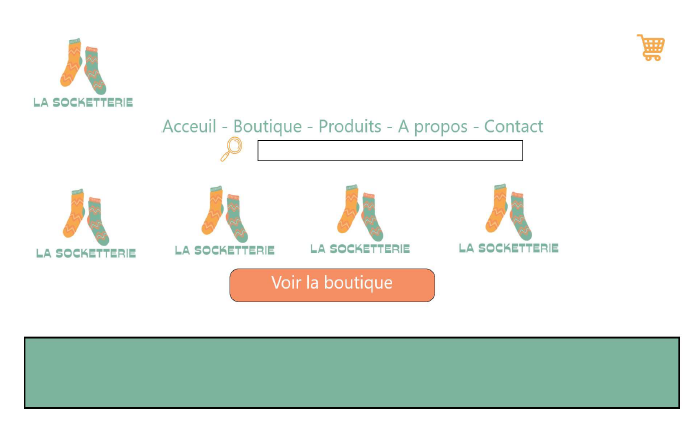 LA SOCKETTERIE
Acceuil - Boutique - Produits - A propos - Contact
LA SOCKETTERIE
LA SOCKETTERIE
LA SOCKETTERIE
LA SOCKETTERIE
Voir la boutique